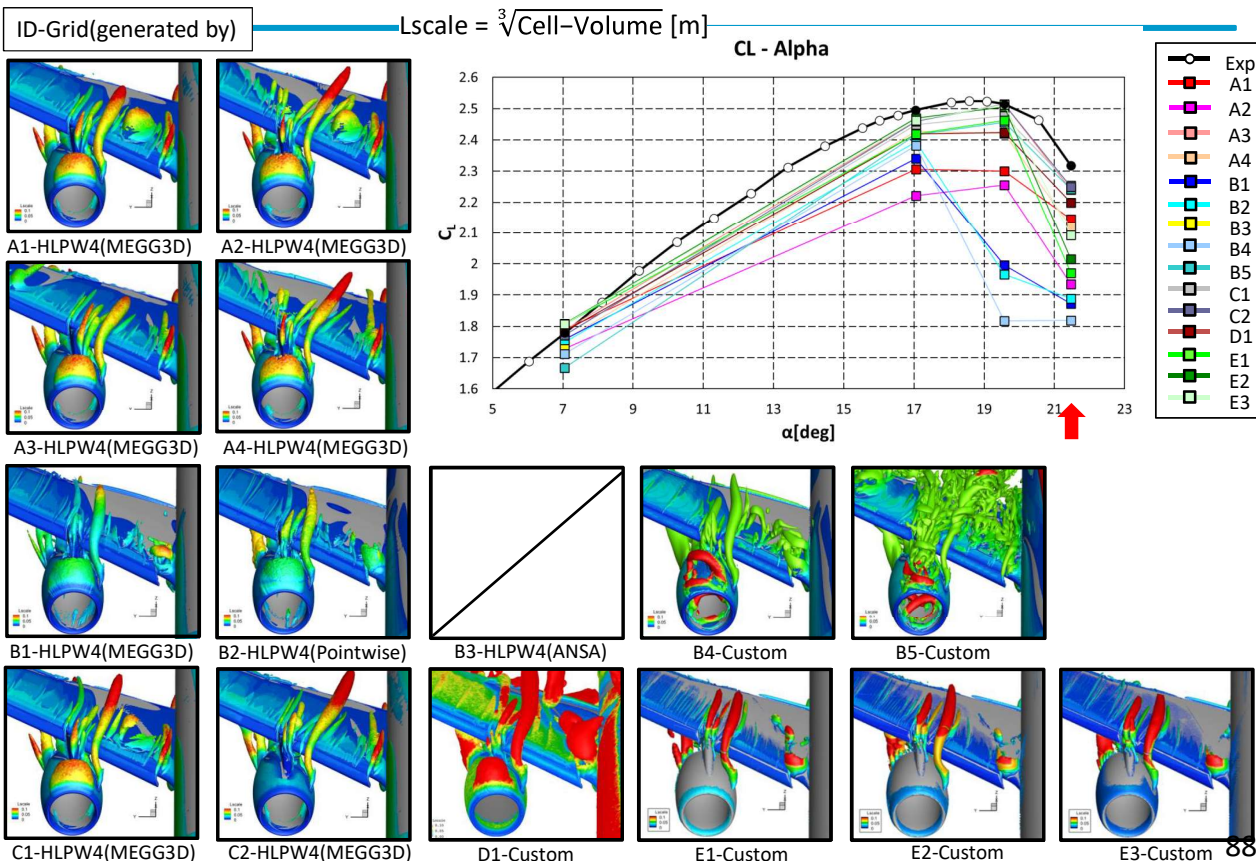 ID-Grid(generated by)
Lscale = ∛Cell−Volume [m]
CL - Alpha
2.6
2.5
2.4
2.3
2.2
2.1
2
1.9
1.8
1.7
1.6
CL
5 7 9 11 13 15 17 19 21 23
α[deg]
Exp
A1
A2
A3
A4
B1
B2
B3
B4
B5
C1
C2
D1
E1
E2
E3
A1-HLPW4(MEGG3D) A2-HLPW4(MEGG3D)
A3-HLPW4(MEGG3D) A4-HLPW4(MEGG3D)
B1-HLPW4(MEGG3D) B2-HLPW4(Pointwise) B3-HLPW4(ANSA) B4-Custom B5-Custom
C1-HLPW4(MEGG3D) C2-HLPW4(MEGG3D) D1-Custom E1-Custom E2-Custom E3-Custom
88